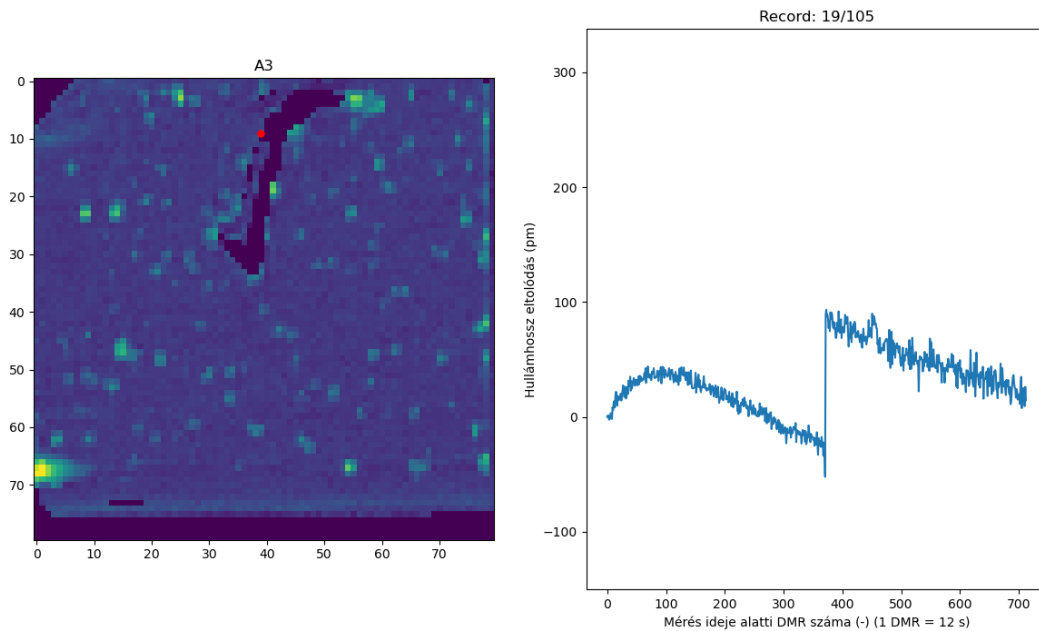 A3
0
10
20
30
40
50
60
70
0 10 20 30 40 50 60 70
Record: 19/105
Hullámhossz eltolódás (pm)
300
200
100
0
−100
0 100 200 300 400 500 600 700
Mérés ideje alatti DMR száma (-) (1 DMR = 12 s)